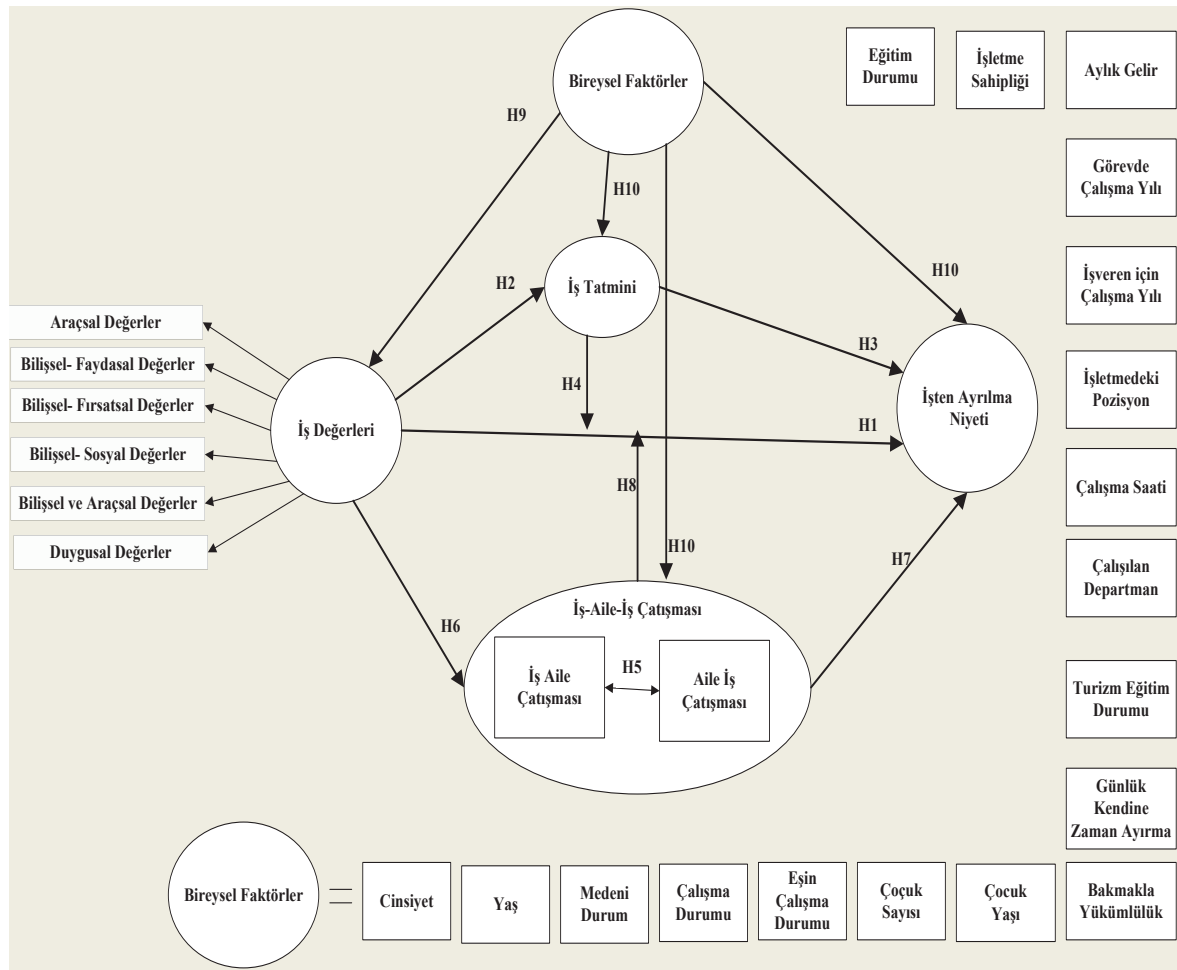 Bireysel Faktörler
Eğitim
Durumu
İşletme
Sahipliği
Aylık Gelir
H9
H10
Görevde
Çalışma Yılı
H2
İş Tatmini
H10
İşveren için
Çalışma Yılı
Araçsal Değerler
Bilişsel- Faydasal Değerler
Bilişsel- Fırsatsal Değerler
Bilişsel- Sosyal Değerler
Bilişsel ve Araçsal Değerler
Duygusal Değerler
İş Değerleri
H4
H3
H1
İşten Ayrılma
Niyeti
İşletmedeki
Pozisyon
H8
Çalışma Saati
H10
H7
Çalışılan
Departman
H6
İş-Aile-İş Çatışması
İş Aile
Çatışması
H5
Aile İş
Çatışması
Turizm Eğitim
Durumu
Günlük
Kendine
Zaman Ayırma
Bireysel Faktörler
=
Cinsiyet
Yaş
Medeni
Durum
Çalışma
Durumu
Eşin
Çalışma
Durumu
Çoçuk
Sayısı
Çocuk
Yaşı
Bakmakla
Yükümlülük